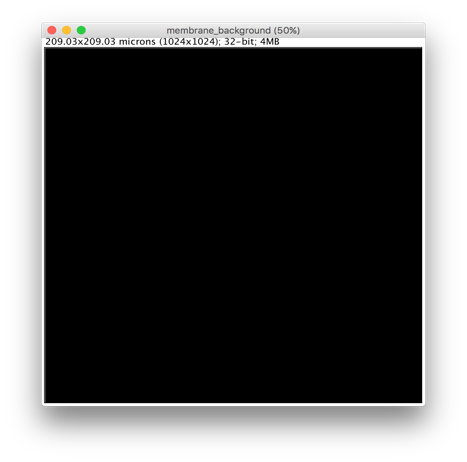 membrane_background (50%)
209.03x209.03 microns (1024x1024); 32-bit; 4MB